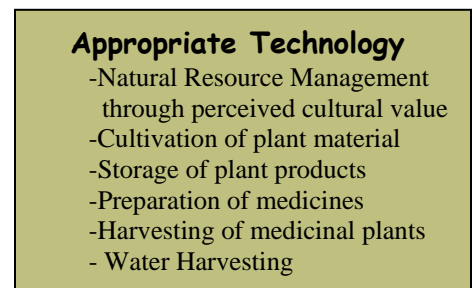 Appropriate Technology
-Natural Resource Management
through perceived cultural value
-Cultivation of plant material
-Storage of plant products
-Preparation of medicines
-Harvesting of medicinal plants
- Water Harvesting